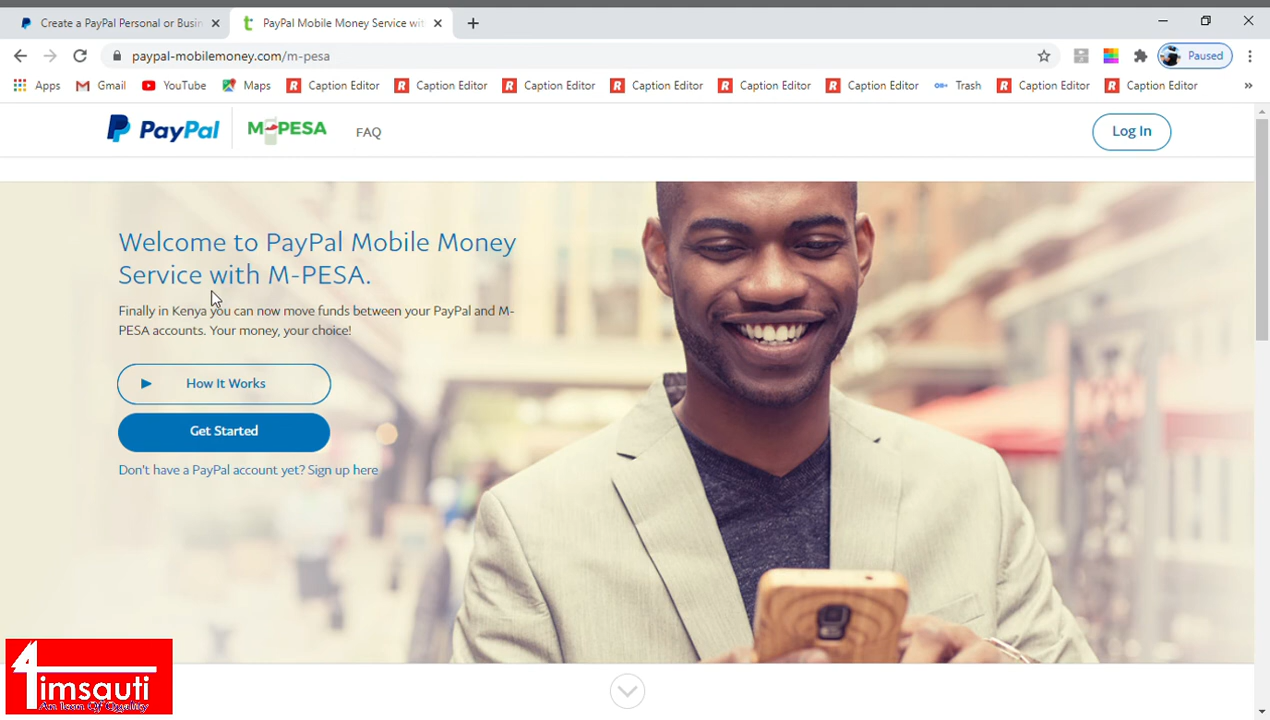 Create a PayPal Personal or Busin
PayPal Mobile Money Service wit
paypal-mobilemoney.com/m-pesa
Paused
Apps
Gmail
YouTube
Maps
Caption Editor
Caption Editor
Caption Editor
Caption Editor
Caption Editor
Caption Editor
Trash
Caption Editor
Caption Editor
PayPal
M-PESA
FAQ
Log In
Welcome to PayPal Mobile Money
Service with M-PESA.
Finally in Kenya you can now move funds between your PayPal and M-
PESA accounts. Your money, your choice!
How It Works
Get Started
Don't have a PayPal account yet? Sign up here
Timsauti